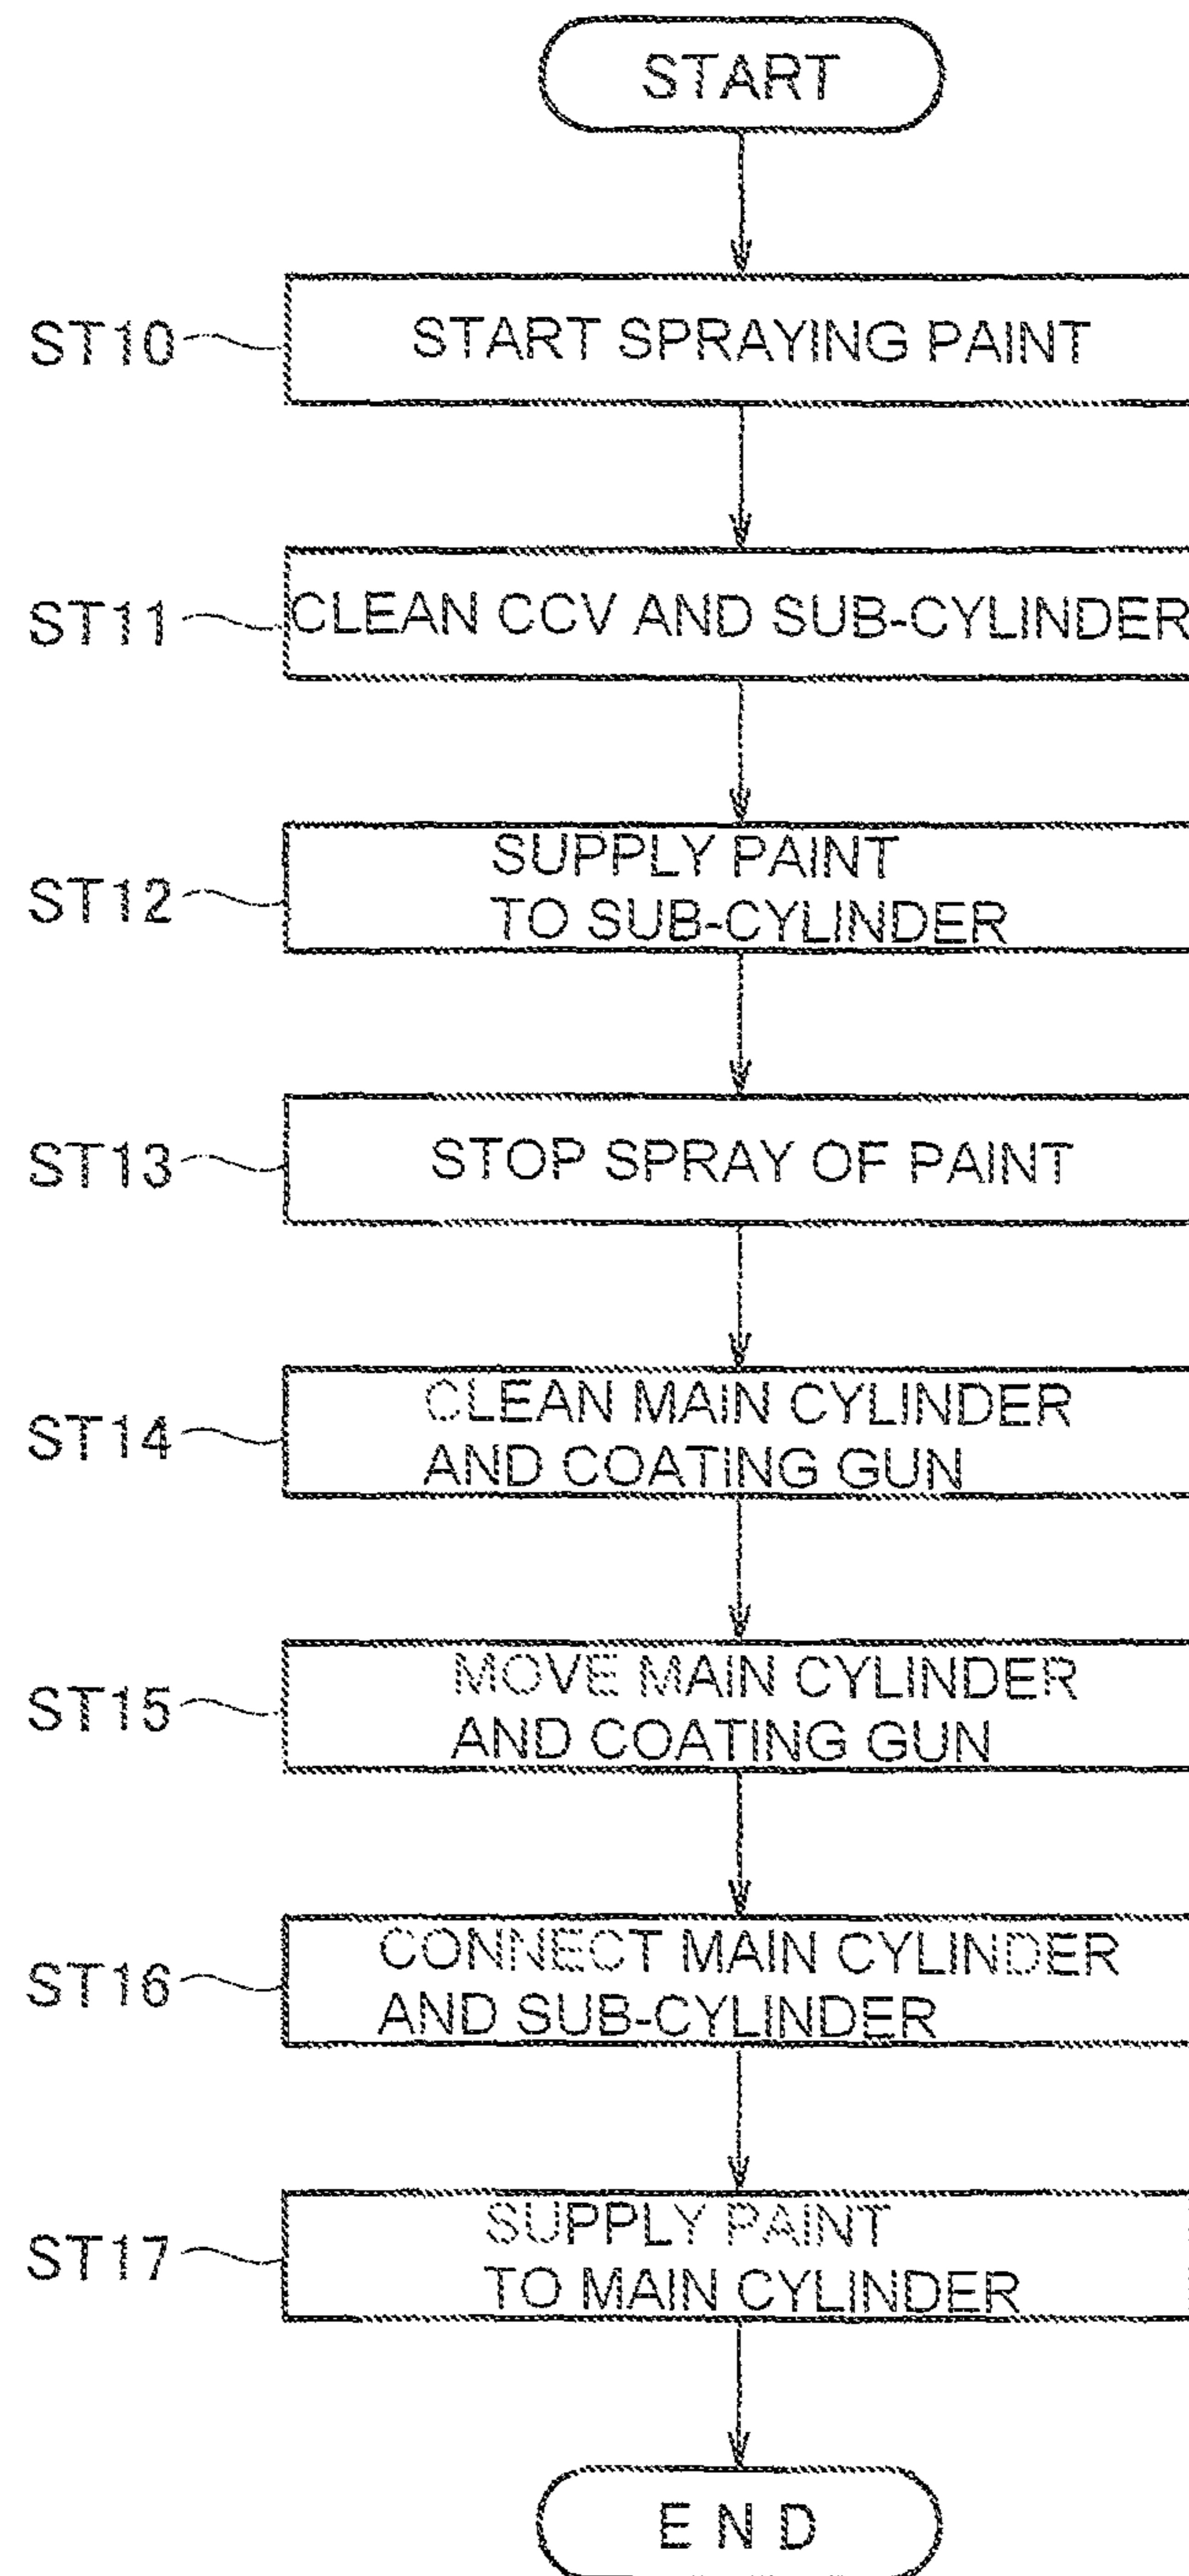 START
ST10
START SPRAYING PAINT
ST11
CLEAN CCV AND SUB-CYLINDER
ST12
SUPPLY PAINT
TO SUB-CYLINDER
ST13
STOP SPRAY OF PAINT
ST14
CLEAN MAIN CYLINDER
AND COATING GUN
ST15
MOVE MAIN CYLINDER
AND COATING GUN
ST16
CONNECT MAIN CYLINDER
AND SUB-CYLINDER
ST17
SUPPLY PAINT
TO MAIN CYLINDER
END